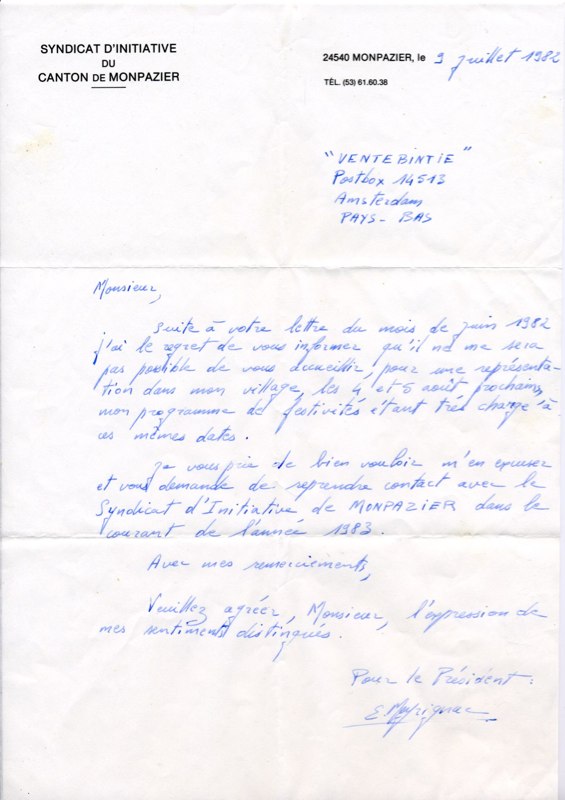 SYNDICAT D'INITIATIVE
DU
CANTON DE MONPAZIER
24540 MONPAZIER, le 9 juillet 1982
TÉL. (53) 61.60.38
"VENTEBINTIE"
Postbox 14513
Amsterdam
PAYS-BAS
Monsieur,
Suite à votre lettre du mois de juin 1982
j'ai le regret de vous informer qu'il ne me sera
pas possible de vous accueillir, pour une représenta-
tion dans mon village, les 4 et 5 août prochain,
mon programme de festivités étant très chargé à
ces mêmes dates.
Je vous prie de bien vouloir m'en excuser
et vous demande de reprendre contact avec le
Syndicat d'Initiative de MONPAZIER dans le
courant de l'année 1983.
Avec mes remerciements,
Veuillez agréer, Monsieur, l'expression de
mes sentiments distingués.
Pour le Président :